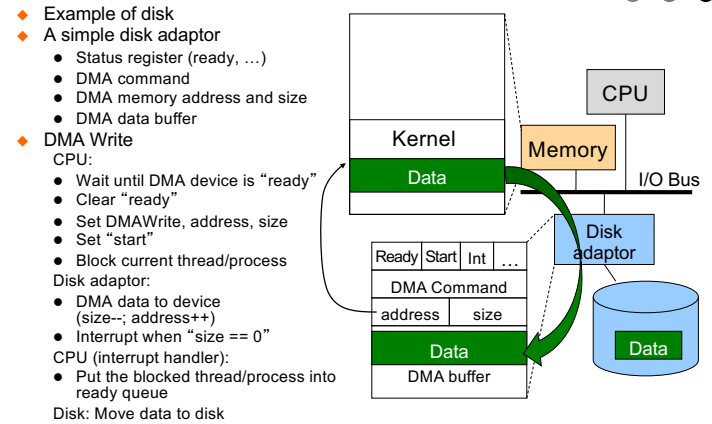 Example of disk
A simple disk adaptor
Status register (ready, …)
DMA command
DMA memory address and size
DMA data buffer
DMA Write
CPU:
Wait until DMA device is “ready”
Clear “ready”
Set DMAWrite, address, size
Set “start”
Block current thread/process
Disk adaptor:
DMA data to device
(size--; address++)
Interrupt when “size == 0”
CPU (interrupt handler):
Put the blocked thread/process into
ready queue
Disk: Move data to disk
Kernel
Data
CPU
Memory
I/O Bus
Disk
adaptor
Data
Ready Start Int …
DMA Command
address size
Data
DMA buffer